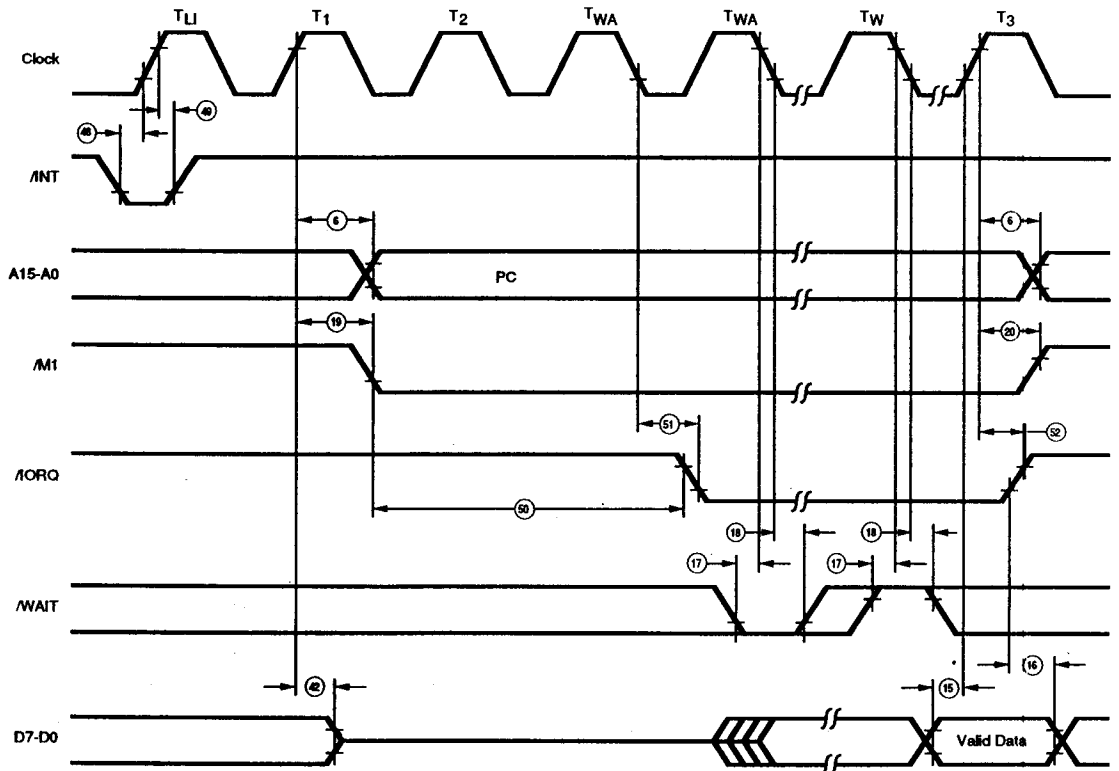 TLI T1 T2 TWA TWA TW T3
Clock
49
48
/INT
6 6
A15-A0 PC
19 20
/M1
51 52
/IORQ
50
18 18
17 17
/WAIT
16
42 15
D7-D0 Valid Data